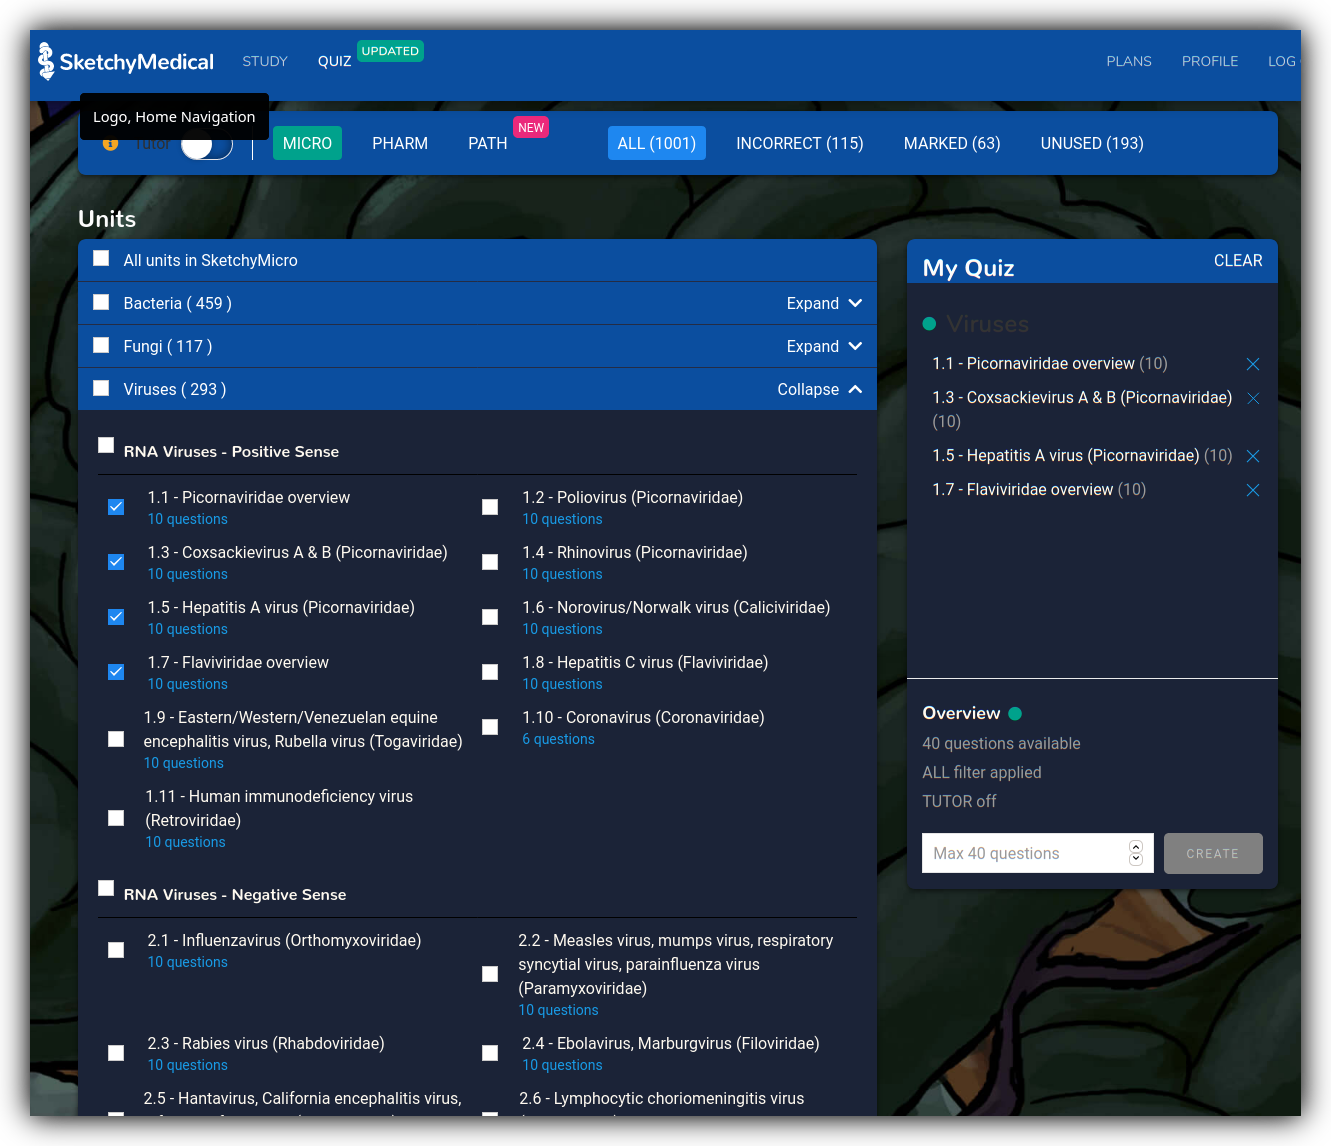 SketchyMedical STUDY QUIZ UPDATED PLANS PROFILE LOG
Logo, Home Navigation
Tutor MICRO PHARM PATH NEW ALL (1001) INCORRECT (115) MARKED (63) UNUSED (193)
Units
All units in SketchyMicro
Bacteria ( 459 ) Expand
Fungi ( 117 ) Expand
Viruses ( 293 ) Collapse
RNA Viruses - Positive Sense
1.1 - Picornaviridae overview
10 questions
1.2 - Poliovirus (Picornaviridae)
10 questions
1.3 - Coxsackievirus A & B (Picornaviridae)
10 questions
1.4 - Rhinovirus (Picornaviridae)
10 questions
1.5 - Hepatitis A virus (Picornaviridae)
10 questions
1.6 - Norovirus/Norwalk virus (Caliciviridae)
10 questions
1.7 - Flaviviridae overview
10 questions
1.8 - Hepatitis C virus (Flaviviridae)
10 questions
1.9 - Eastern/Western/Venezuelan equine
encephalitis virus, Rubella virus (Togaviridae)
10 questions
1.10 - Coronavirus (Coronaviridae)
6 questions
1.11 - Human immunodeficiency virus
(Retroviridae)
10 questions
RNA Viruses - Negative Sense
2.1 - Influenzavirus (Orthomyxoviridae)
10 questions
2.2 - Measles virus, mumps virus, respiratory
syncytial virus, parainfluenza virus
(Paramyxoviridae)
10 questions
2.3 - Rabies virus (Rhabdoviridae)
10 questions
2.4 - Ebolavirus, Marburgvirus (Filoviridae)
10 questions
2.5 - Hantavirus, California encephalitis virus,
2.6 - Lymphocytic choriomeningitis virus
My Quiz CLEAR
Viruses
1.1 - Picornaviridae overview (10)
1.3 - Coxsackievirus A & B (Picornaviridae)
(10)
1.5 - Hepatitis A virus (Picornaviridae) (10)
1.7 - Flaviviridae overview (10)
Overview
40 questions available
ALL filter applied
TUTOR off
Max 40 questions CREATE